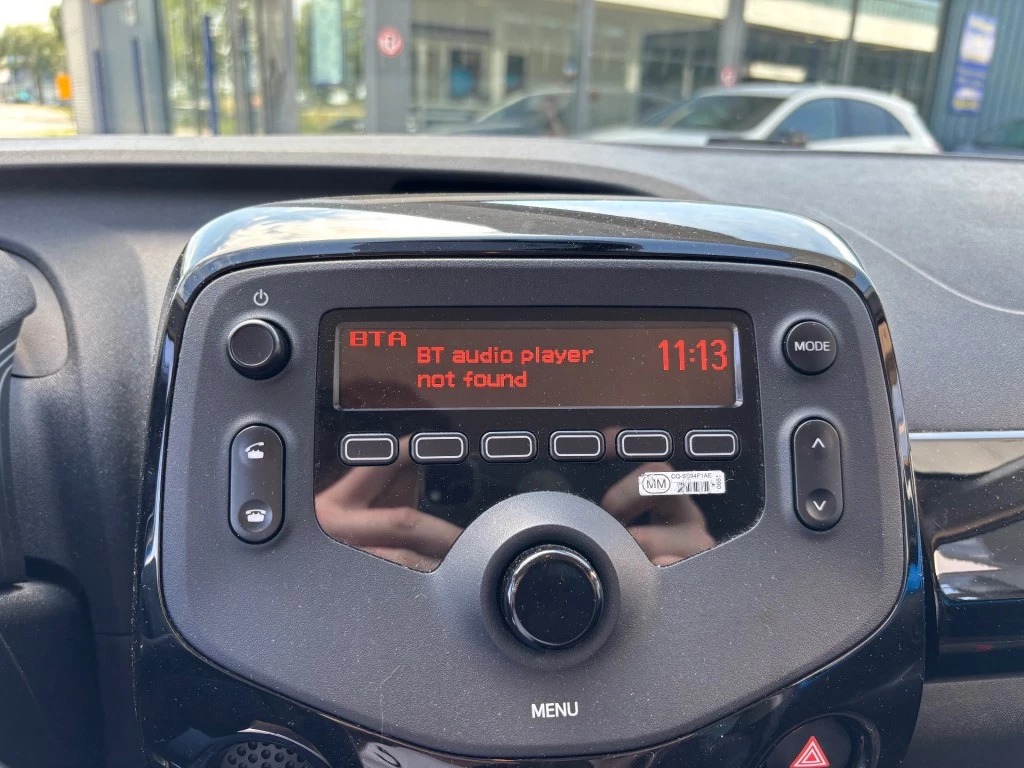 BTA
BT audio player
not found
11:13
MODE
MM
MENU